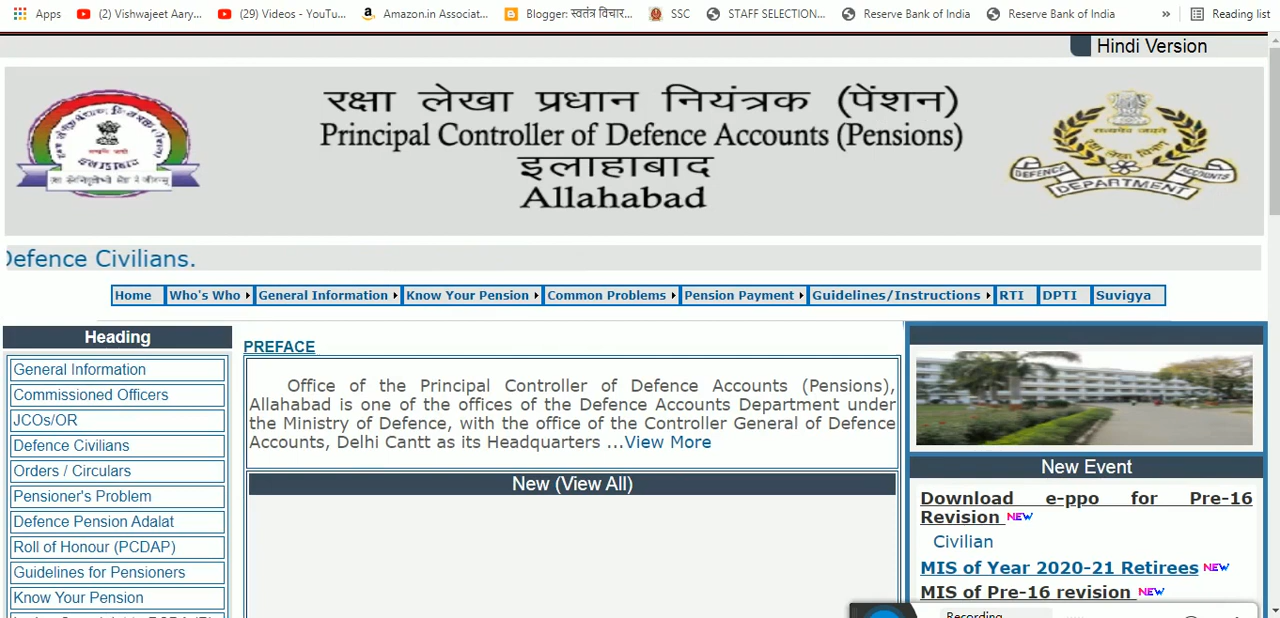 Apps (2) Vishwajeet Aary... (29) Videos - YouTu... Amazon.in Associat... Blogger: स्वतंत्र विचार... SSC STAFF SELECTION... Reserve Bank of India Reserve Bank of India » Reading list
Hindi Version
रक्षा लेखा प्रधान नियंत्रक (पेंशन)
Principal Controller of Defence Accounts (Pensions)
इलाहाबाद
Allahabad
सत्यमेव जयते
DEFENCE ACCOUNTS
DEPARTMENT
Defence Civilians.
Home Who's Who General Information Know Your Pension Common Problems Pension Payment Guidelines/Instructions RTI DPTI Suvigya
Heading
General Information
Commissioned Officers
JCOs/OR
Defence Civilians
Orders / Circulars
Pensioner's Problem
Defence Pension Adalat
Roll of Honour (PCDAP)
Guidelines for Pensioners
Know Your Pension
PREFACE
Office of the Principal Controller of Defence Accounts (Pensions),
Allahabad is one of the offices of the Defence Accounts Department under
the Ministry of Defence, with the office of the Controller General of Defence
Accounts, Delhi Cantt as its Headquarters ...View More
New (View All)
New Event
Download e-ppo for Pre-16
Revision NEW
Civilian
MIS of Year 2020-21 Retirees NEW
MIS of Pre-16 revision NEW
Recording